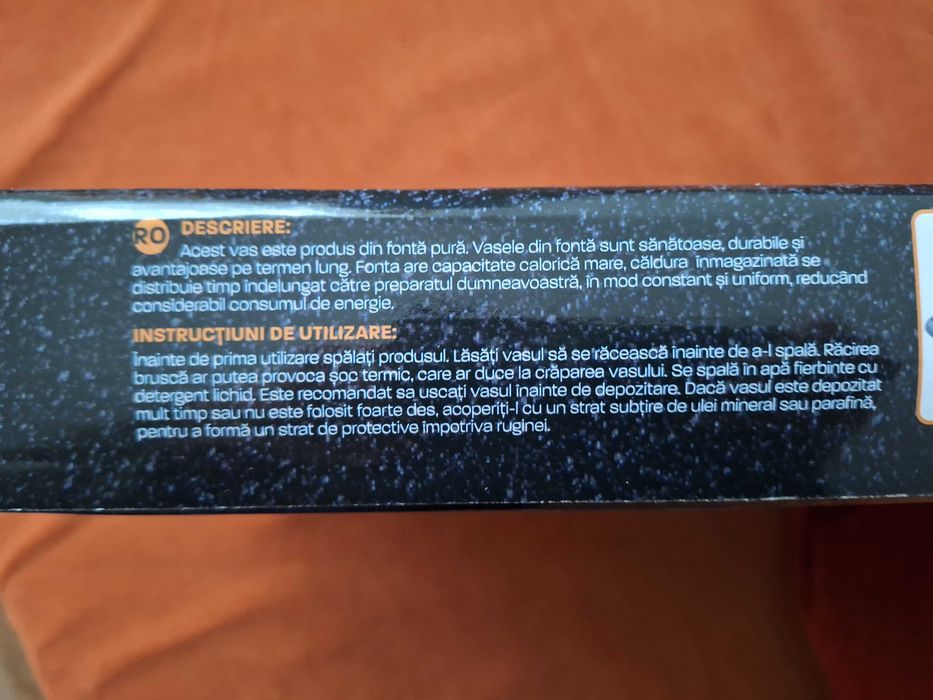 RO DESCRIERE:
Acest vas este produs din fontă pură. Vasele din fontă sunt sănătoase, durabile și
avantajoase pe termen lung. Fonta are capacitate calorică mare, căldura înmagazinată se
distribuie timp îndelungat către preparatul dumneavoastră, în mod constant și uniform, reducând
considerabil consumul de energie.
INSTRUCȚIUNI DE UTILIZARE:
Înainte de prima utilizare spălați produsul. Lăsăți vasul să se răcească înainte de a-l spală. Răcirea
bruscă ar putea provoca șoc termic, care ar duce la crăparea vasului. Se spală în apă fierbinte cu
detergent lichid. Este recomandat sa uscați vasul înainte de depozitare. Dacă vasul este depozitat
mult timp sau nu este folosit foarte des, acoperiți-l cu un strat subțire de ulei mineral sau parafină,
pentru a formă un strat de protective împotriva ruginei.